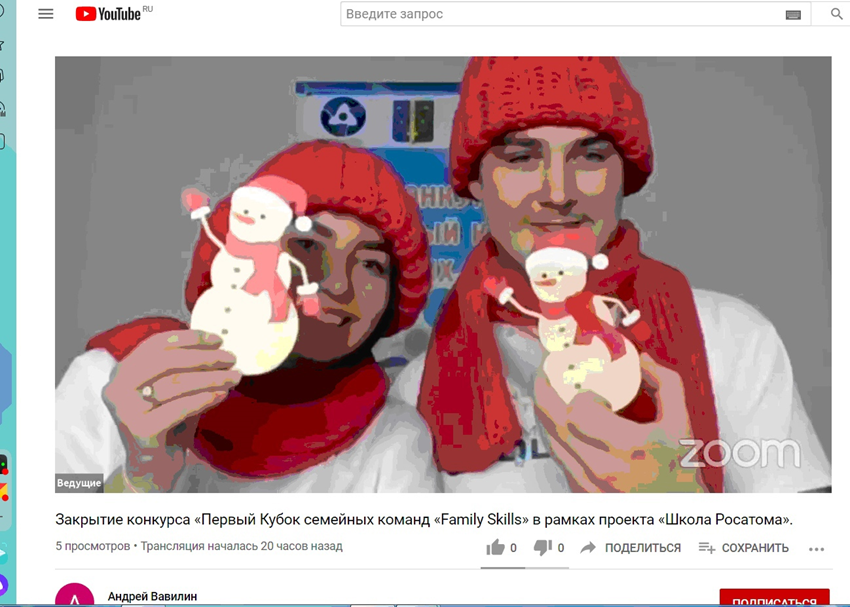 YouTube RU
Введите запрос
zoom
Ведущие
Закрытие конкурса «Первый Кубок семейных команд «Family Skills» в рамках проекта «Школа Росатома».
5 просмотров • Трансляция началась 20 часов назад
0
0
ПОДЕЛИТЬСЯ
СОХРАНИТЬ
Андрей Вавилин
ПОДПИСАТЬСЯ